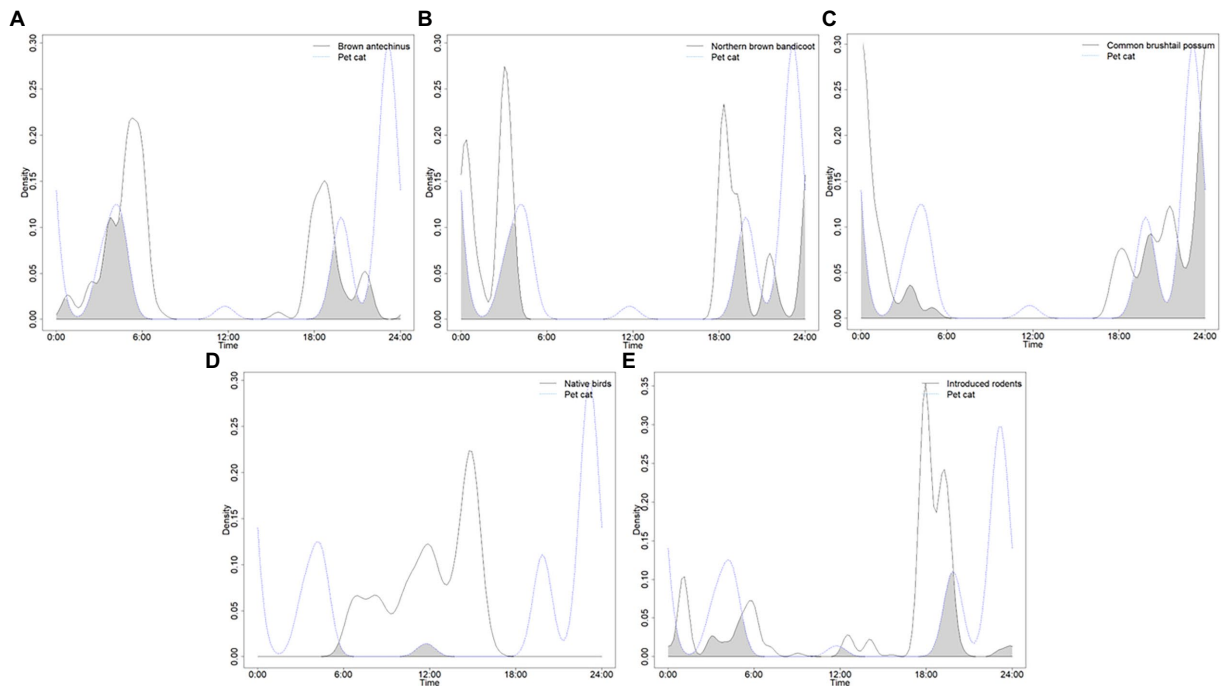 A
Brown antechinus
Pet cat
Density
0.30
0.25
0.20
0.15
0.10
0.05
0.00
0:00 6:00 12:00 18:00 24:00
Time
B
Northern brown bandicoot
Pet cat
Density
0.30
0.25
0.20
0.15
0.10
0.05
0.00
0:00 6:00 12:00 18:00 24:00
Time
C
Common brushtail possum
Pet cat
Density
0.30
0.25
0.20
0.15
0.10
0.05
0.00
0:00 6:00 12:00 18:00 24:00
Time
D
Native birds
Pet cat
Density
0.30
0.25
0.20
0.15
0.10
0.05
0.00
0:00 6:00 12:00 18:00 24:00
Time
E
Introduced rodents
Pet cat
Density
0.35
0.30
0.25
0.20
0.15
0.10
0.05
0.00
0:00 6:00 12:00 18:00 24:00
Time